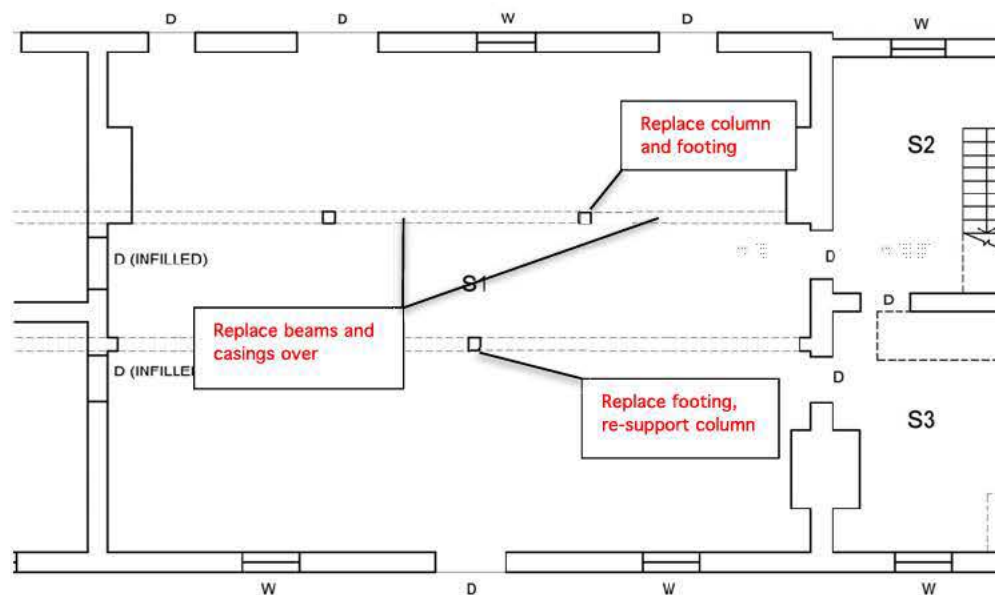 D
D
W
D
W
Replace column
and footing
S2
D (INFILLED)
D
S1
D
Replace beams and
casings over
D (INFILLED
D
Replace footing,
re-support column
S3
W
D
W
W